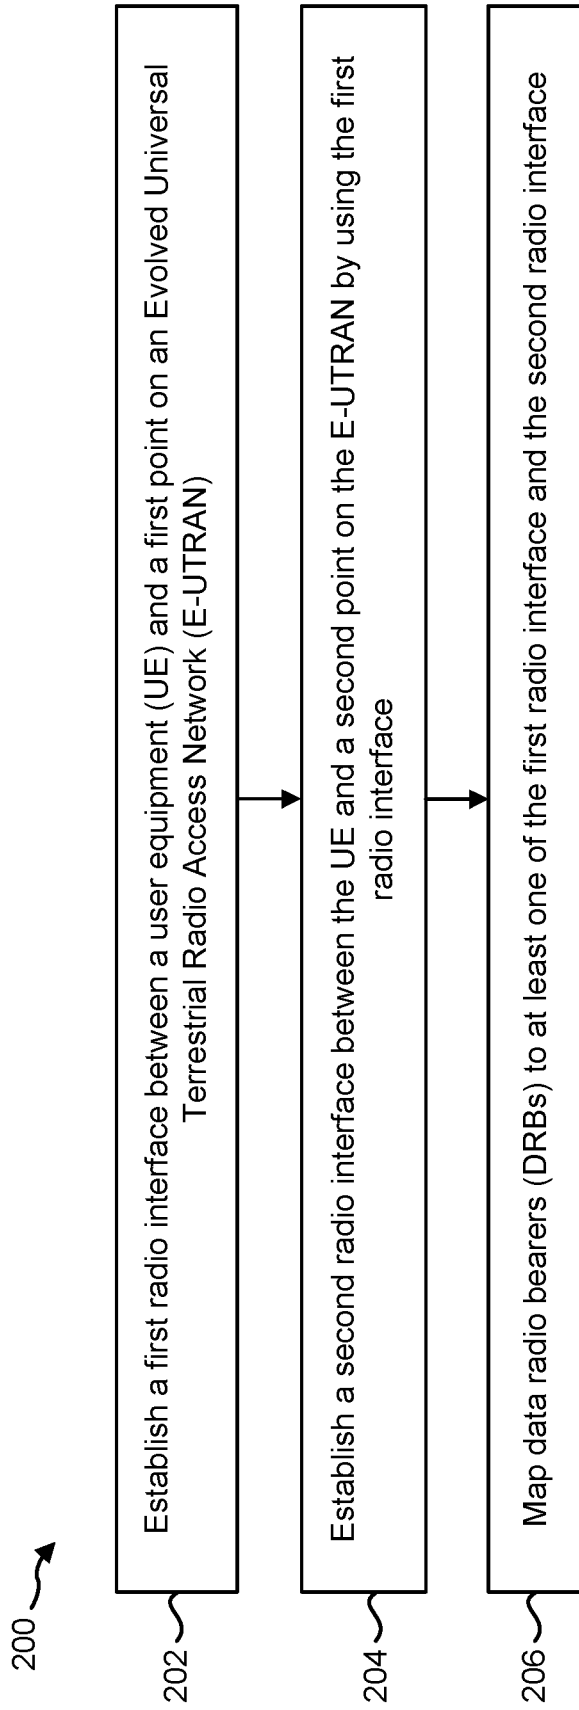 200
202
Establish a first radio interface between a user equipment (UE) and a first point on an Evolved Universal
Terrestrial Radio Access Network (E-UTRAN)
204
Establish a second radio interface between the UE and a second point on the E-UTRAN by using the first
radio interface
206
Map data radio bearers (DRBs) to at least one of the first radio interface and the second radio interface